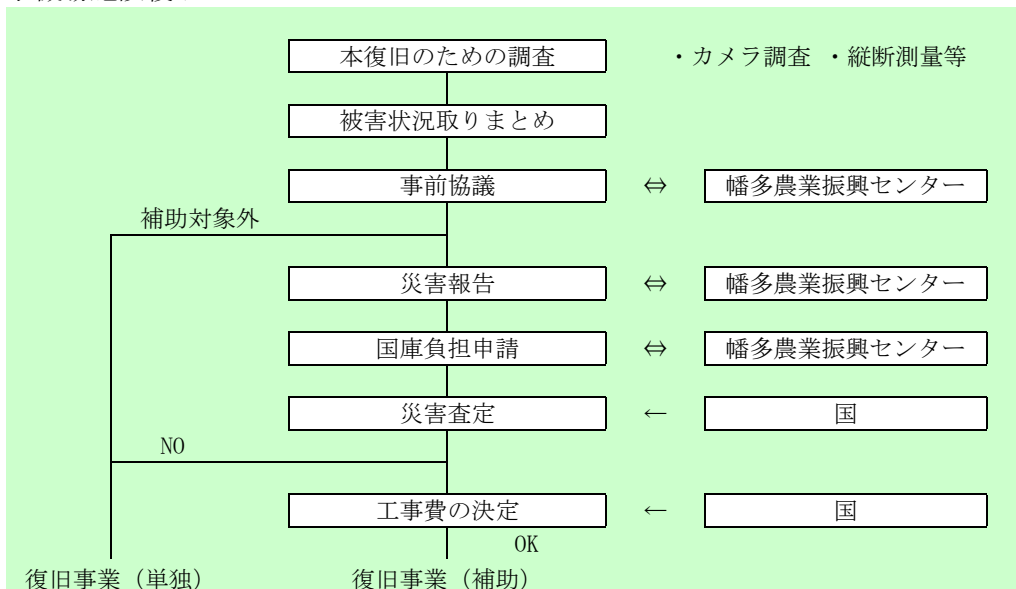 本復旧のための調査 ・カメラ調査 ・縦断測量等
被害状況取りまとめ
事前協議 ⇔ 幡多農業振興センター
補助対象外
災害報告 ⇔ 幡多農業振興センター
国庫負担申請 ⇔ 幡多農業振興センター
災害査定 ← 国
NO
工事費の決定 ← 国
OK
復旧事業（単独） 復旧事業（補助）